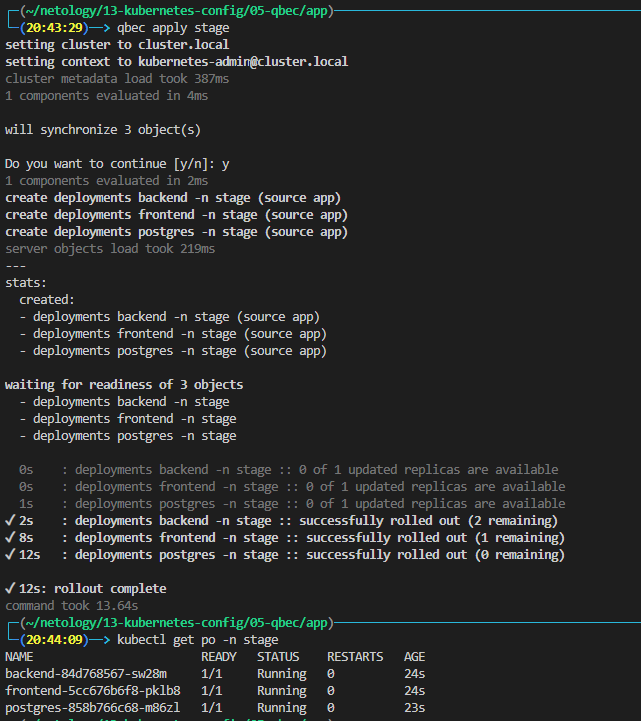 (~/netology/13-kubernetes-config/05-qbec/app)
(20:43:29)—> qbec apply stage
setting cluster to cluster.local
setting context to kubernetes-admin@cluster.local
cluster metadata load took 387ms
1 components evaluated in 4ms
will synchronize 3 object(s)
Do you want to continue [y/n]: y
1 components evaluated in 2ms
create deployments backend -n stage (source app)
create deployments frontend -n stage (source app)
create deployments postgres -n stage (source app)
server objects load took 219ms
---
stats:
  created:
  - deployments backend -n stage (source app)
  - deployments frontend -n stage (source app)
  - deployments postgres -n stage (source app)
waiting for readiness of 3 objects
  - deployments backend -n stage
  - deployments frontend -n stage
  - deployments postgres -n stage
  0s    : deployments backend -n stage :: 0 of 1 updated replicas are available
  0s    : deployments frontend -n stage :: 0 of 1 updated replicas are available
  1s    : deployments postgres -n stage :: 0 of 1 updated replicas are available
✓ 2s    : deployments backend -n stage :: successfully rolled out (2 remaining)
✓ 8s    : deployments frontend -n stage :: successfully rolled out (1 remaining)
✓ 12s   : deployments postgres -n stage :: successfully rolled out (0 remaining)
✓ 12s: rollout complete
command took 13.64s
(~/netology/13-kubernetes-config/05-qbec/app)
(20:44:09)—> kubectl get po -n stage
NAME                        READY   STATUS    RESTARTS   AGE
backend-84d768567-sw28m     1/1     Running   0          24s
frontend-5cc676b6f8-pklb8   1/1     Running   0          24s
postgres-858b766c68-m86zl   1/1     Running   0          23s